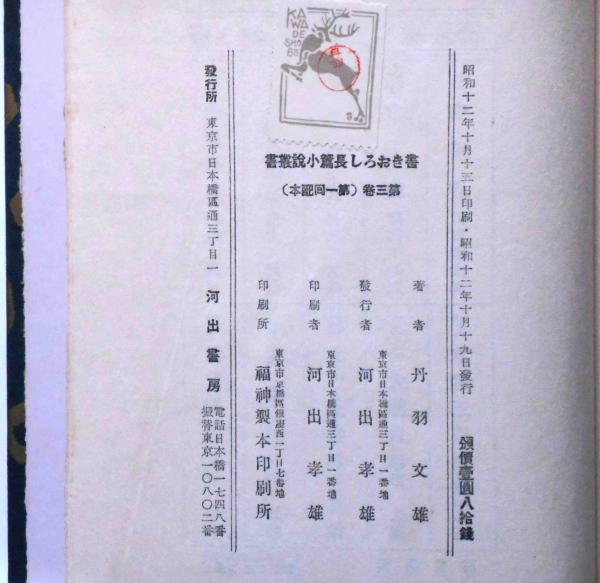 KAWADE SHOBO
書きおろし長篇小說叢書
第三卷（第一回配本）
昭和十二年十月十三日印刷・昭和十二年十月十九日發行
頒價壹圓八拾錢
著者 丹羽文雄
東京市日本橋區通三丁目一番地
發行者 河出孝雄
東京市日本橋區通三丁目一番地
印刷者 河出孝雄
東京市京橋區銀座西一丁目七番地
印刷所 福神製本印刷所
發行所 東京市日本橋區通三丁目一 河出書房
電話日本橋一七四八番
振替東京一〇八〇二番